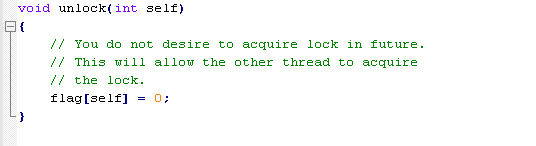 void unlock(int self)
{
// You do not desire to acquire lock in future.
// This will allow the other thread to acquire
// the lock.
flag[self] = 0;
}